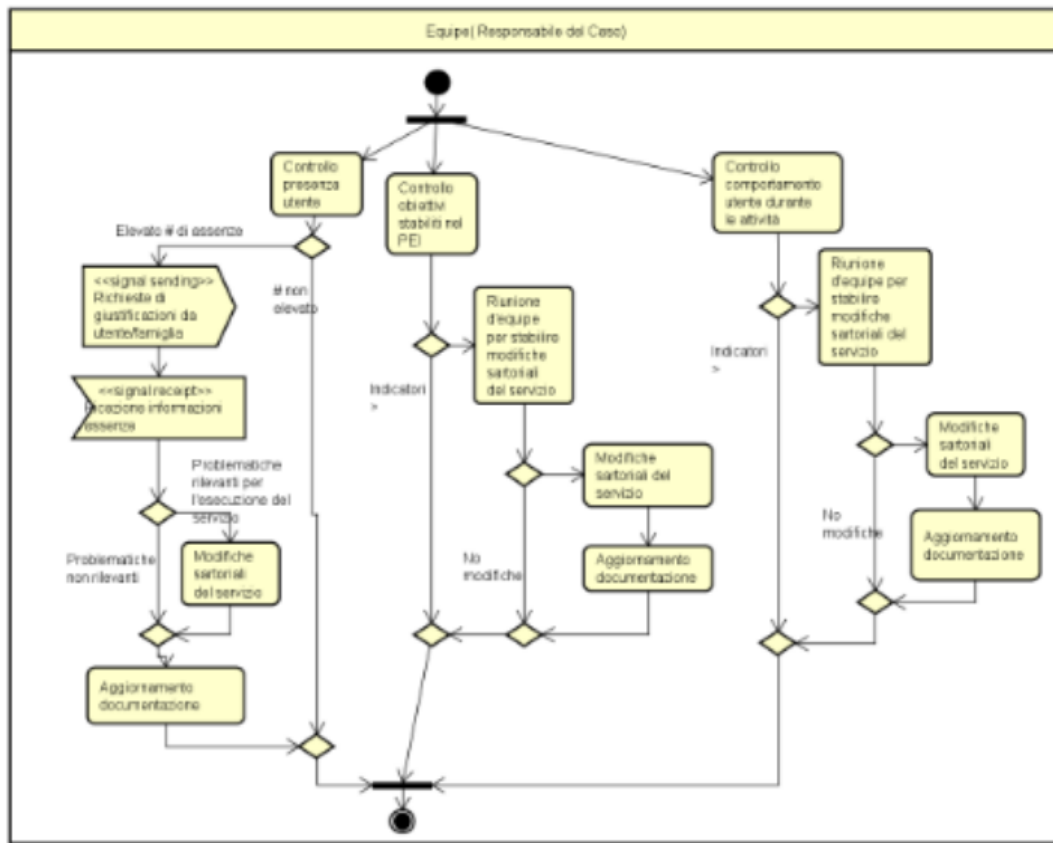 Equipe( Responsabile del Caso)
Controllo
presenza
utente
Controllo
obiettivi
stabiliti nel
PEI
Controllo
comportamento
utente durante
le attività
Elevato # di assenze
# non
elevato
<<signal sending>>
Richieste di
giustificazioni da
utente/famiglia
<<signal receipt>>
Ricezione informazioni
assenze
Riunione
d'equipe
per stabilire
modifiche
sartoriali
del servizio
Riunione
d'equipe per
stabilire
modifiche
sartoriali del
servizio
Indicatori
>
Indicatori
>
Problematiche
rilevanti per
l'esecuzione del
servizio
Problematiche
non rilevanti
Modifiche
sartoriali
del servizio
Aggiornamento
documentazione
Modifiche
sartoriali del
servizio
No
modifiche
Aggiornamento
documentazione
Modifiche
sartoriali
del servizio
No
modifiche
Aggiornamento
documentazione